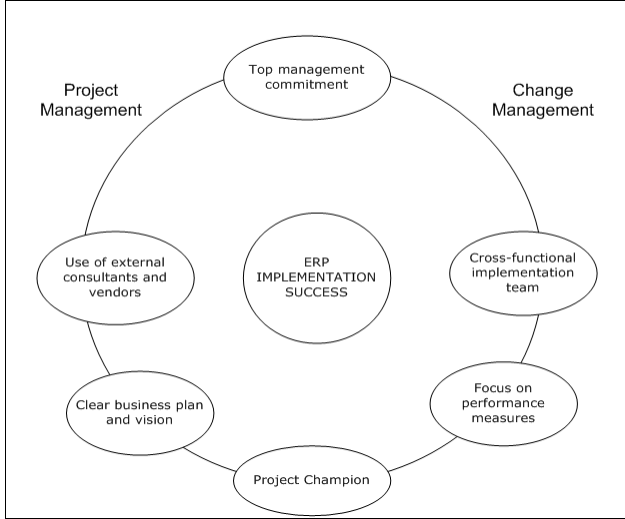 Top management
commitment
Project
Management
Change
Management
Use of external
consultants and
vendors
ERP
IMPLEMENTATION
SUCCESS
Cross-functional
implementation
team
Clear business plan
and vision
Focus on
performance
measures
Project Champion